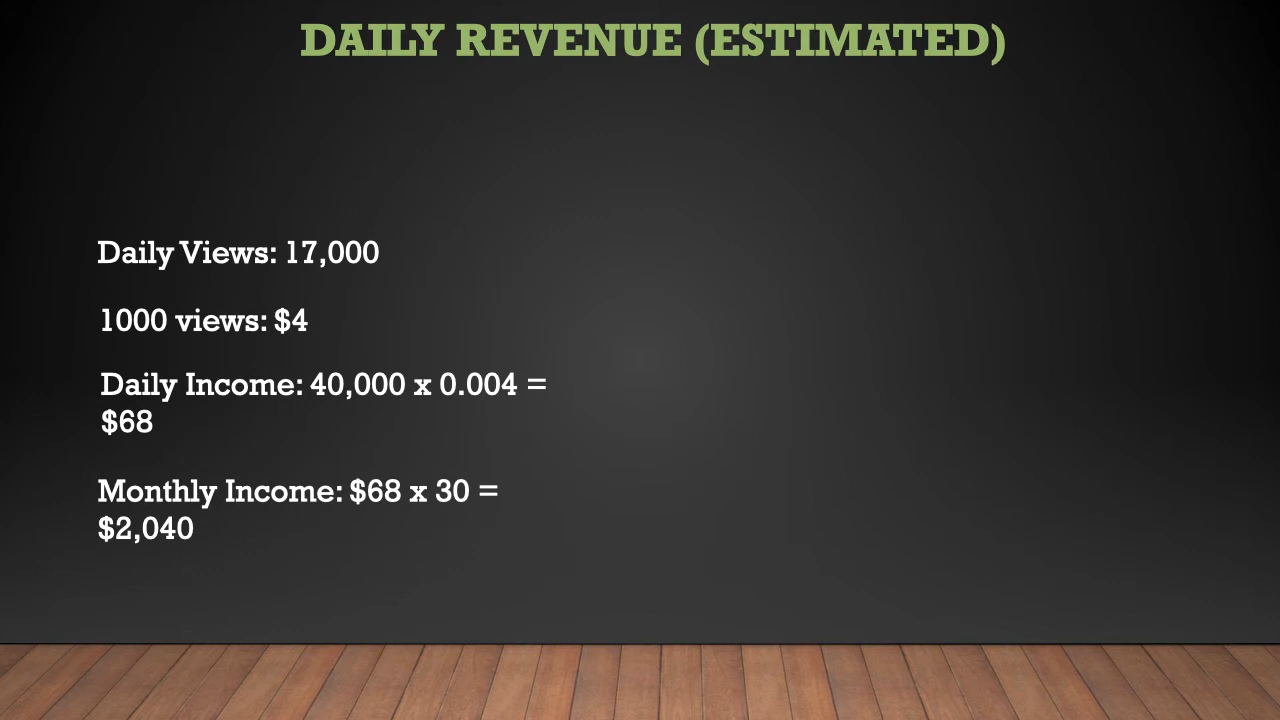 DAILY REVENUE (ESTIMATED)
Daily Views: 17,000
1000 views: $4
Daily Income: 40,000 x 0.004 =
$68
Monthly Income: $68 x 30 =
$2,040